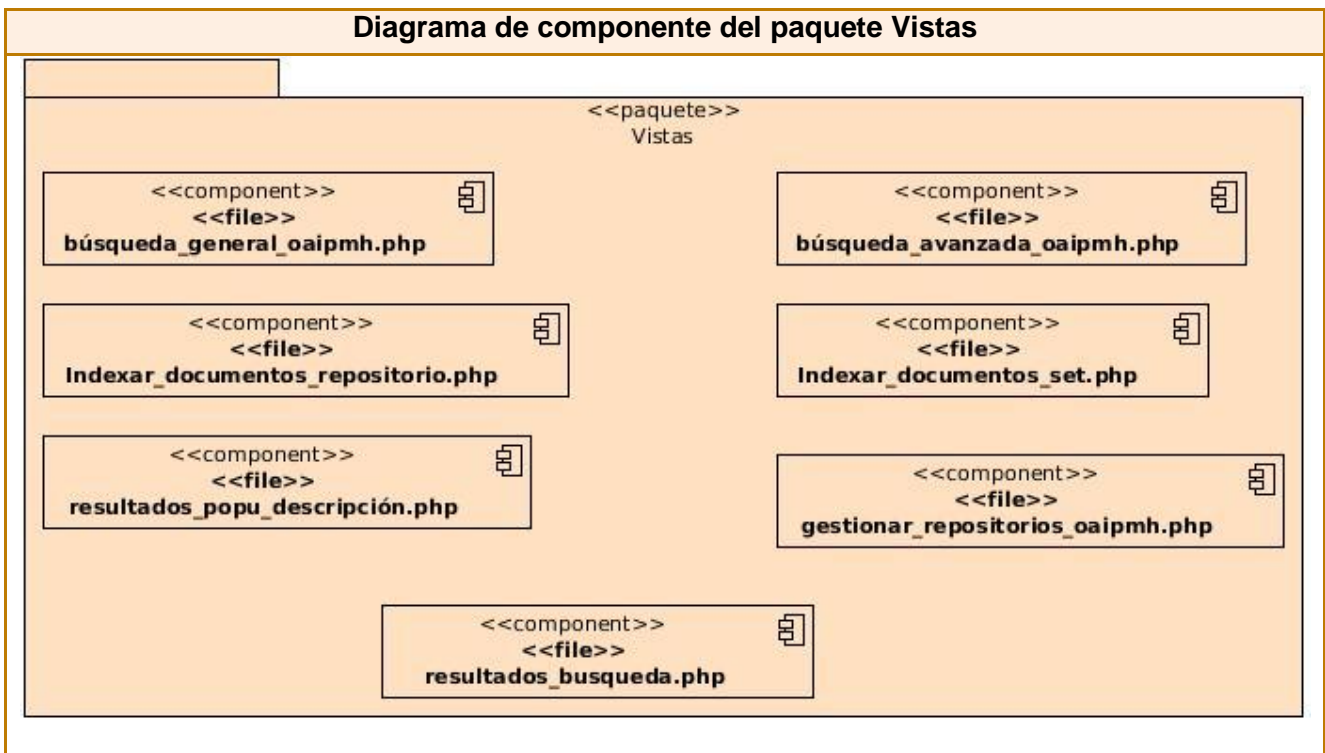 Diagrama de componente del paquete Vistas
<<paquete>>
Vistas
<<component>>
<<file>>
búsqueda_general_oaipmh.php
<<component>>
<<file>>
búsqueda_avanzada_oaipmh.php
<<component>>
<<file>>
Indexar_documentos_repositorio.php
<<component>>
<<file>>
Indexar_documentos_set.php
<<component>>
<<file>>
resultados_popu_descripción.php
<<component>>
<<file>>
gestionar_repositorios_oaipmh.php
<<component>>
<<file>>
resultados_busqueda.php